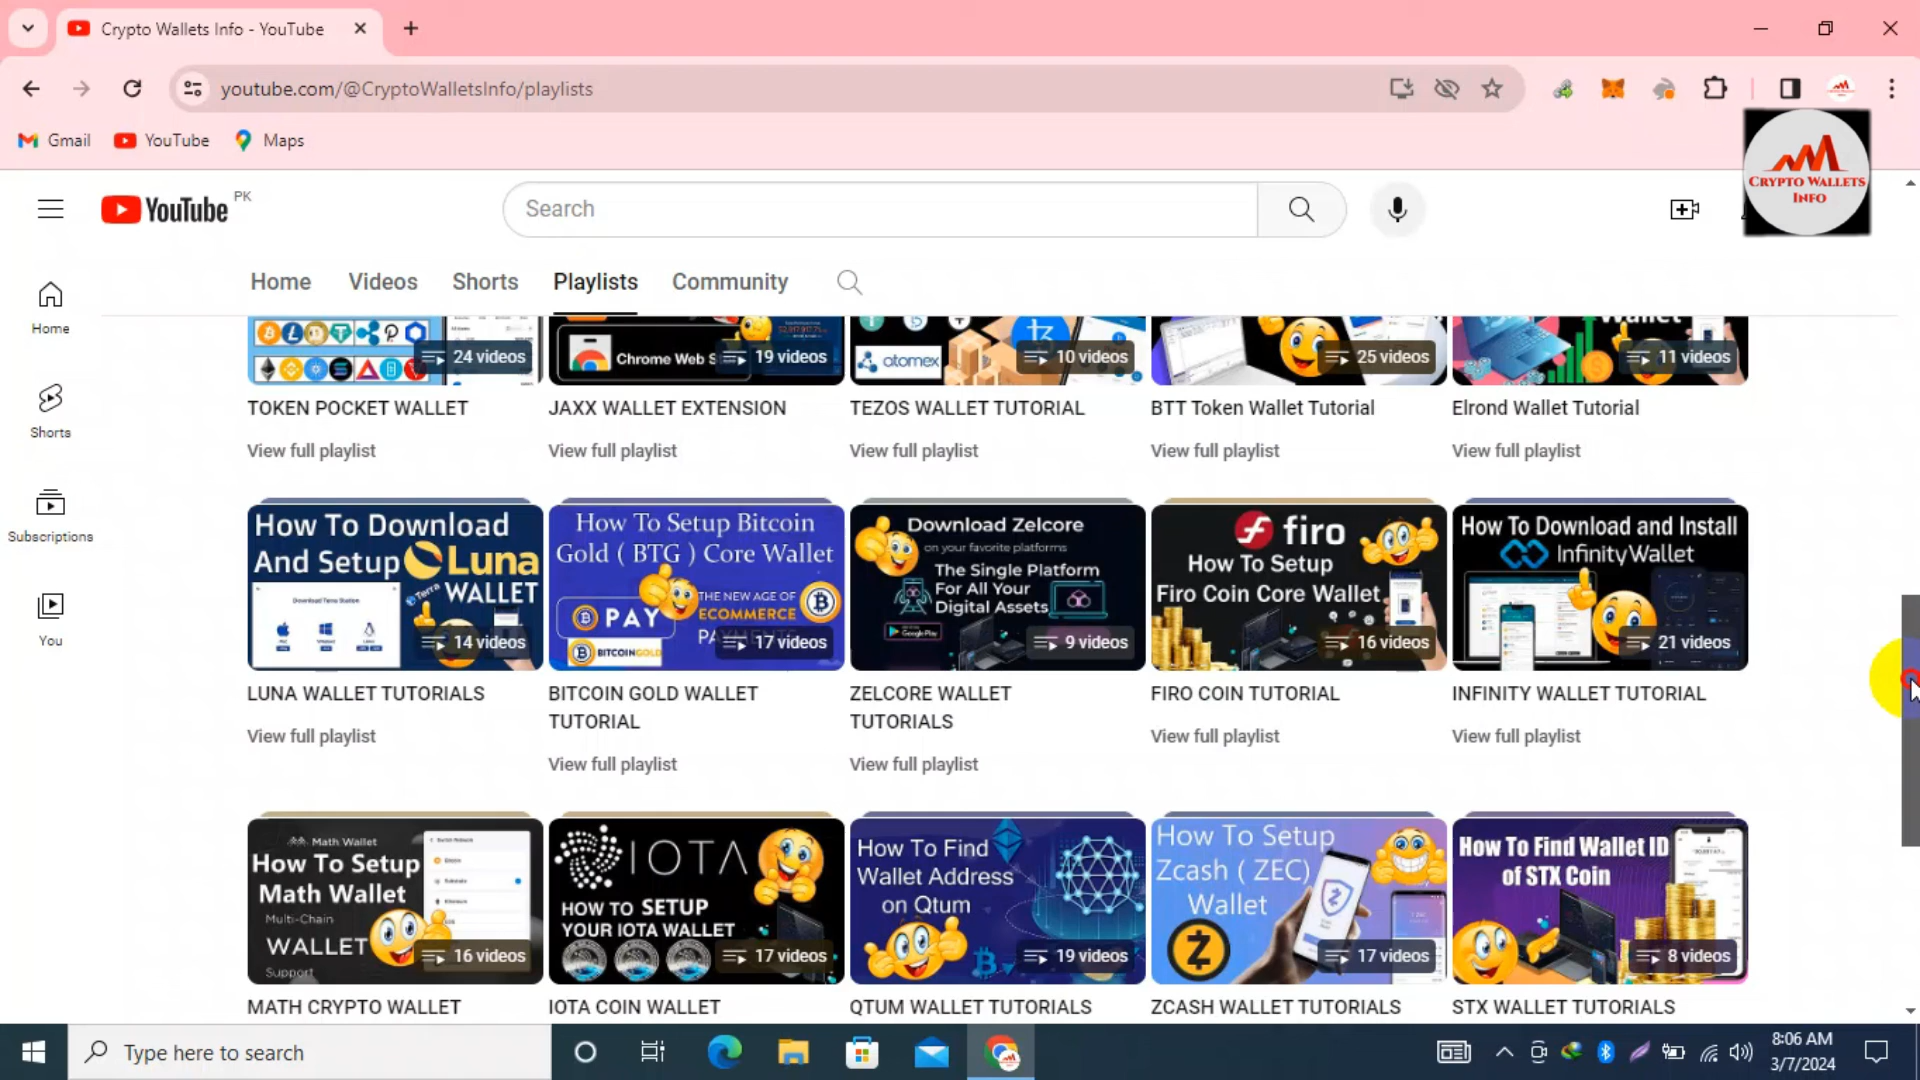 Crypto Wallets Info - YouTube
youtube.com/@CryptoWalletsInfo/playlists
Gmail YouTube Maps
CRYPTO WALLETS
INFO
YouTube PK
Search
Home Videos Shorts Playlists Community
Home
Shorts
Subscriptions
You
24 videos
Chrome Web S
19 videos
atomex
10 videos
25 videos
Wallet
11 videos
TOKEN POCKET WALLET
View full playlist
JAXX WALLET EXTENSION
View full playlist
TEZOS WALLET TUTORIAL
View full playlist
BTT Token Wallet Tutorial
View full playlist
Elrond Wallet Tutorial
View full playlist
How To Download
And Setup Luna
Terra WALLET
Download Terra Station
14 videos
LUNA WALLET TUTORIALS
View full playlist
How To Setup Bitcoin
Gold ( BTG ) Core Wallet
THE NEW AGE OF
PAY ECOMMERCE
BITCOINGOLD
17 videos
BITCOIN GOLD WALLET
TUTORIAL
View full playlist
Download Zelcore
on your favorite platforms
The Single Platform
For All Your
Digital Assets
Google Play
9 videos
ZELCORE WALLET
TUTORIALS
View full playlist
firo
How To Setup
Firo Coin Core Wallet
16 videos
FIRO COIN TUTORIAL
View full playlist
How To Download and Install
InfinityWallet
21 videos
INFINITY WALLET TUTORIAL
View full playlist
Math Wallet
How To Setup
Math Wallet
Multi-Chain
WALLET
Support
16 videos
MATH CRYPTO WALLET
IOTA
HOW TO SETUP
YOUR IOTA WALLET
17 videos
IOTA COIN WALLET
How To Find
Wallet Address
on Qtum
19 videos
QTUM WALLET TUTORIALS
How To Setup
Zcash ( ZEC)
Wallet
17 videos
ZCASH WALLET TUTORIALS
How To Find Wallet ID
of STX Coin
8 videos
STX WALLET TUTORIALS
Type here to search
8:06 AM
3/7/2024